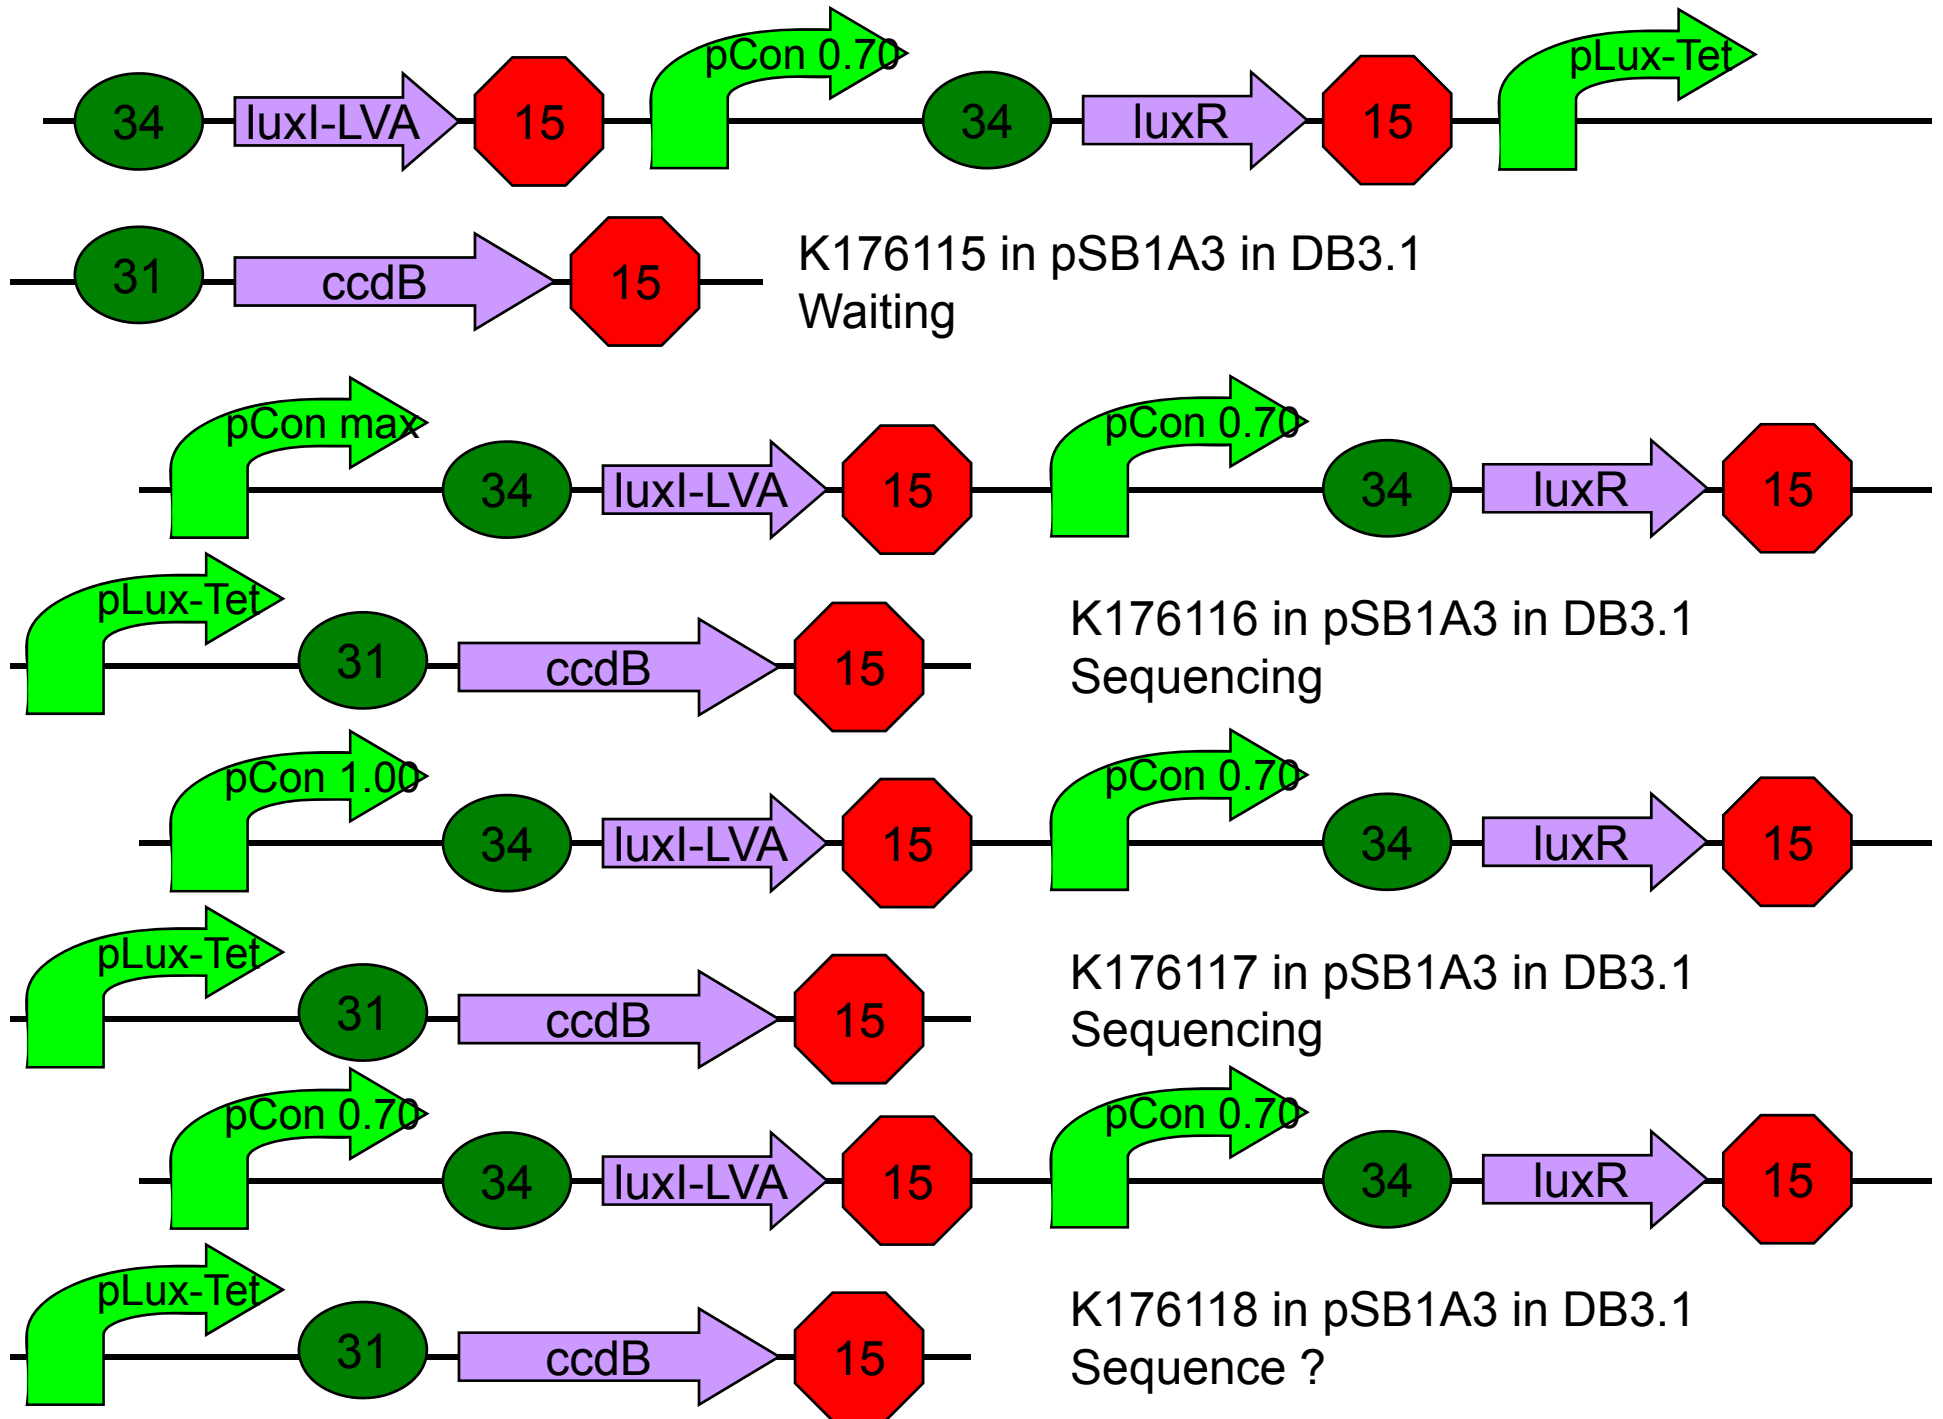 pCon 0.70 pLux-Tet
34 luxI-LVA 15 34 luxR 15
31 ccdB 15
K176115 in pSB1A3 in DB3.1
Waiting
pCon max pCon 0.70
34 luxI-LVA 15 34 luxR 15
pLux-Tet
31 ccdB 15
K176116 in pSB1A3 in DB3.1
Sequencing
pCon 1.00 pCon 0.70
34 luxI-LVA 15 34 luxR 15
pLux-Tet
31 ccdB 15
K176117 in pSB1A3 in DB3.1
Sequencing
pCon 0.70 pCon 0.70
34 luxI-LVA 15 34 luxR 15
pLux-Tet
31 ccdB 15
K176118 in pSB1A3 in DB3.1
Sequence ?